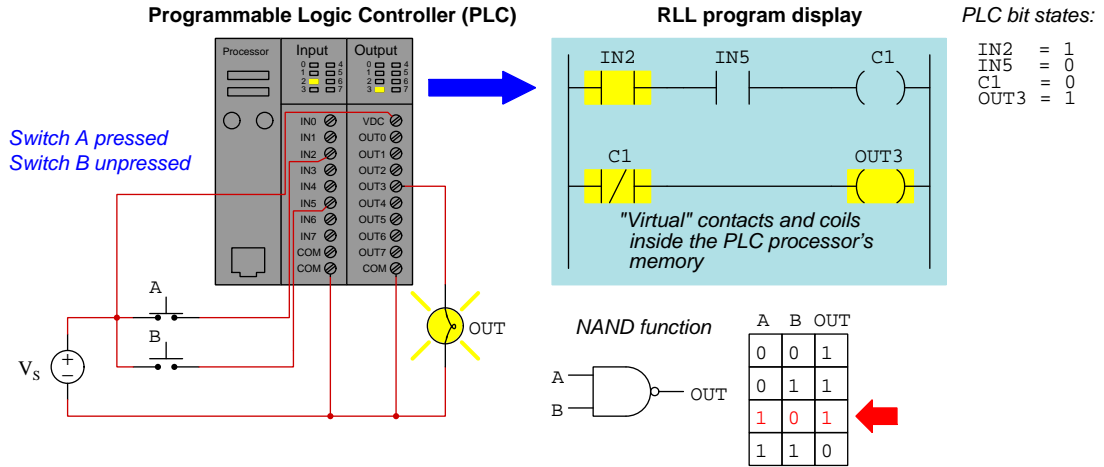 Programmable Logic Controller (PLC)
RLL program display
PLC bit states:
Processor
Input
Output
0 4
1 5
2 6
3 7
0 4
1 5
2 6
3 7
IN0
IN1
IN2
IN3
IN4
IN5
IN6
IN7
COM
COM
VDC
OUT0
OUT1
OUT2
OUT3
OUT4
OUT5
OUT6
OUT7
COM
Switch A pressed
Switch B unpressed
A
B
VS
+
−
OUT
IN2 IN5 C1
C1 OUT3
"Virtual" contacts and coils
inside the PLC processor's
memory
IN2 = 1
IN5 = 0
C1 = 0
OUT3 = 1
NAND function
A
B
OUT
A B OUT
0 0 1
0 1 1
1 0 1
1 1 0